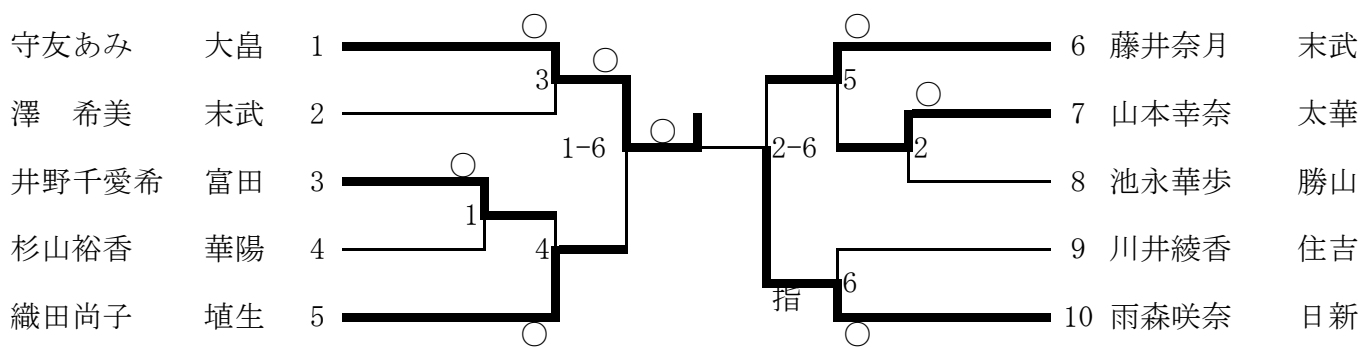 守友あみ 大畠 1
澤 希美 末武 2
井野千愛希 富田 3
杉山裕香 華陽 4
織田尚子 埴生 5
○
3
○
○
1
1-6
4
○
○
○
5
○
2
2-6
6
指
○
6 藤井奈月 末武
7 山本幸奈 太華
8 池永華歩 勝山
9 川井綾香 住吉
10 雨森咲奈 日新